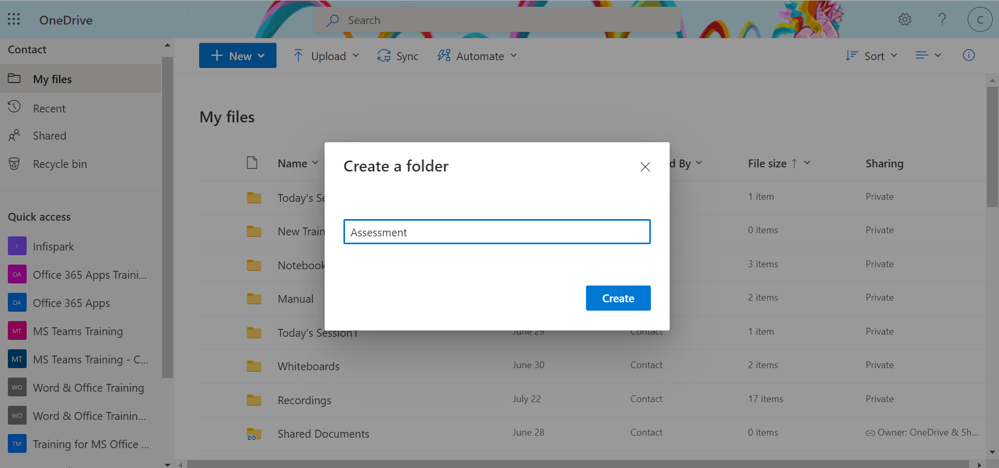 OneDrive
Search
?
C
Contact
My files
Recent
Shared
Recycle bin
Quick access
I
Infispark
OA
Office 365 Apps Traini...
OA
Office 365 Apps
MT
MS Teams Training
MT
MS Teams Training - C...
WO
Word & Office Training
WO
Word & Office Trainin...
TM
Training for MS Office ...
+ New
Upload
Sync
Automate
Sort
My files
Name
d By
File size ↑
Sharing
Today's Se
1 item
Private
New Train
0 items
Private
Notebook
3 items
Private
Manual
2 items
Private
Today's Session1
June 29
Contact
1 item
Private
Whiteboards
June 30
Contact
2 items
Private
Recordings
July 22
Contact
17 items
Private
Shared Documents
June 28
Contact
0 items
Owner: OneDrive & Sh...
Create a folder
Assessment
Create